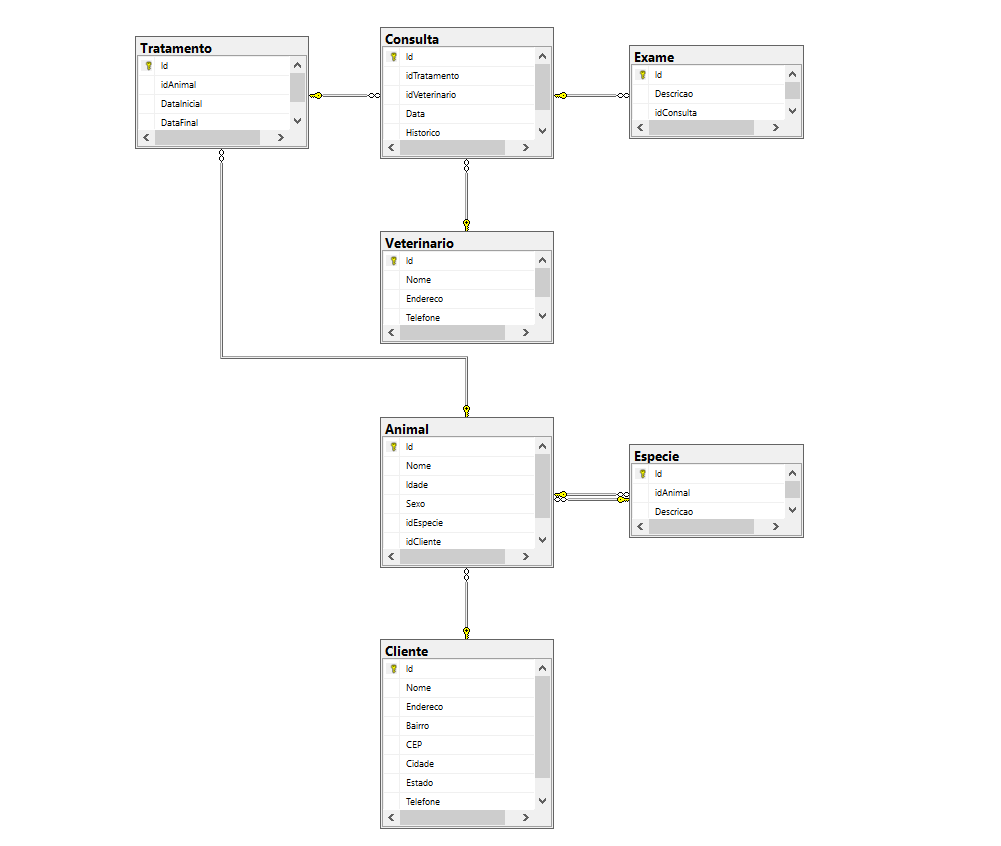 Tratamento
Id
idAnimal
DataInicial
DataFinal
Consulta
Id
idTratamento
idVeterinario
Data
Historico
Exame
Id
Descricao
idConsulta
Veterinario
Id
Nome
Endereco
Telefone
Animal
Id
Nome
Idade
Sexo
idEspecie
idCliente
Especie
Id
idAnimal
Descricao
Cliente
Id
Nome
Endereco
Bairro
CEP
Cidade
Estado
Telefone